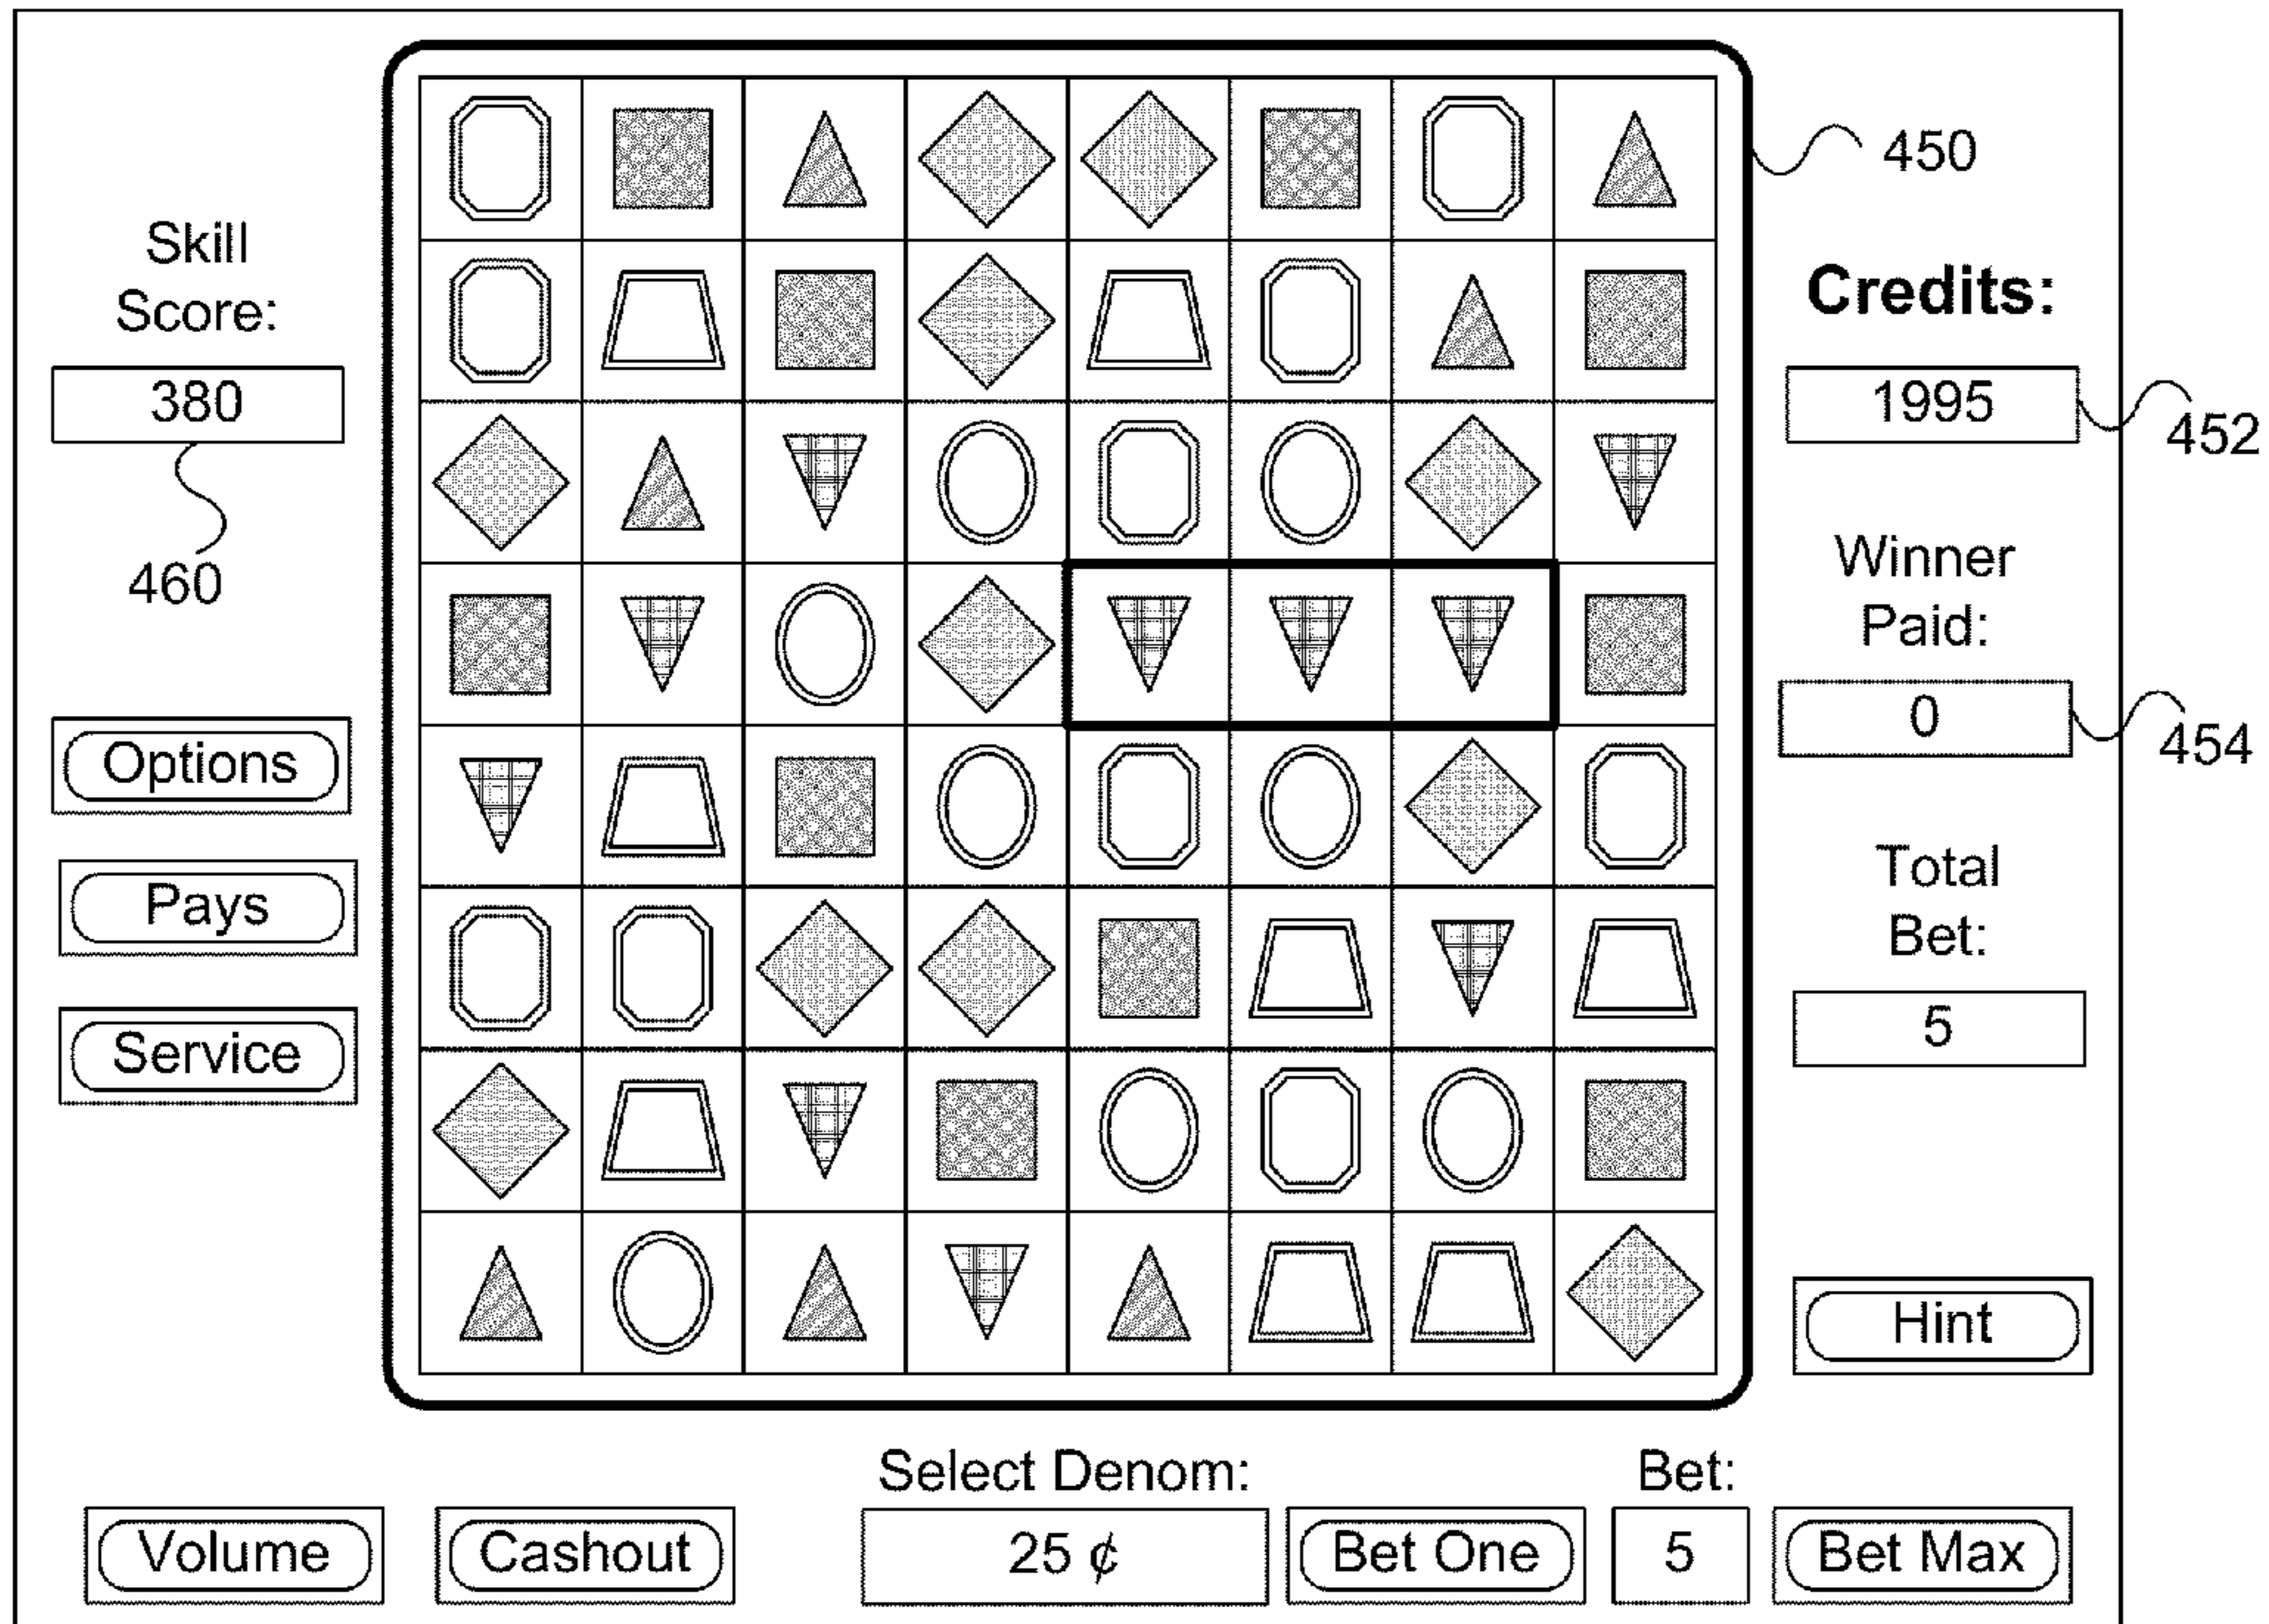 Skill
Score:
380
460
Options
Pays
Service
450
Credits:
1995
452
Winner
Paid:
0
454
Total
Bet:
5
Hint
Select Denom:
Bet:
Volume
Cashout
25 ¢
Bet One
5
Bet Max